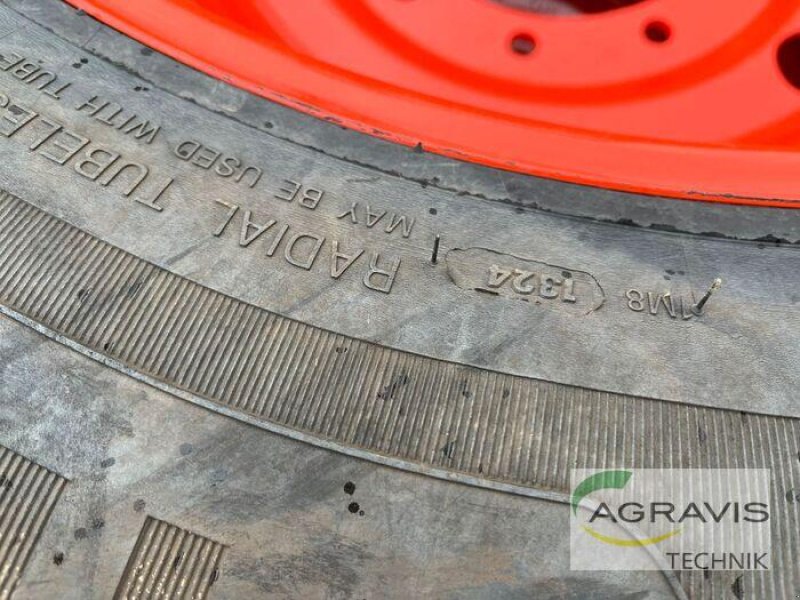 RADIAL TUBELESS
MAY BE USED WITH TUBE
1324
1M8
AGRAVIS
TECHNIK